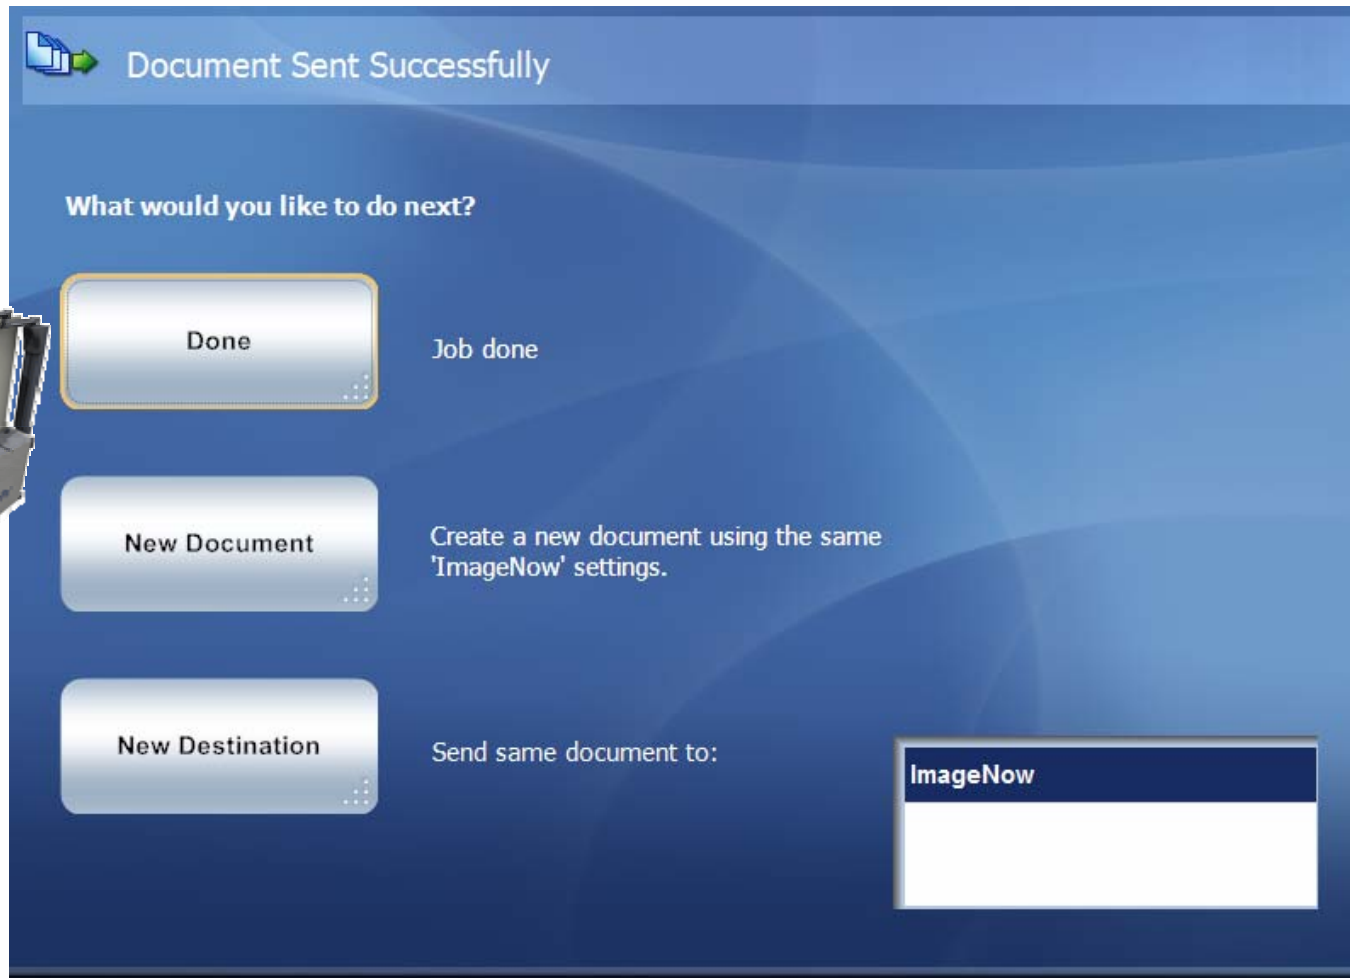 Document Sent Successfully
What would you like to do next?
Done
Job done
New Document
Create a new document using the same
'ImageNow' settings.
New Destination
Send same document to:
ImageNow